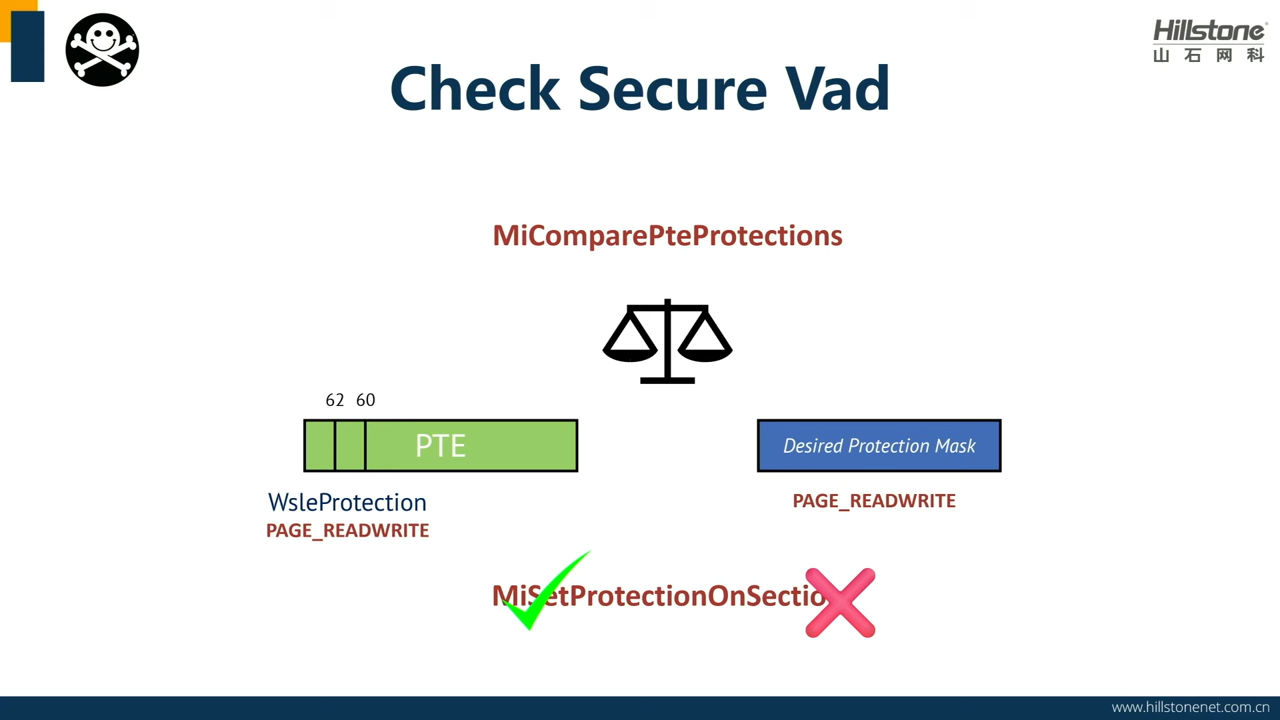 Hillstone
山石网科
Check Secure Vad
MiComparePteProtections
62 60
PTE
Desired Protection Mask
WsleProtection
PAGE_READWRITE
PAGE_READWRITE
MiSetProtectionOnSectio
www.hillstonenet.com.cn